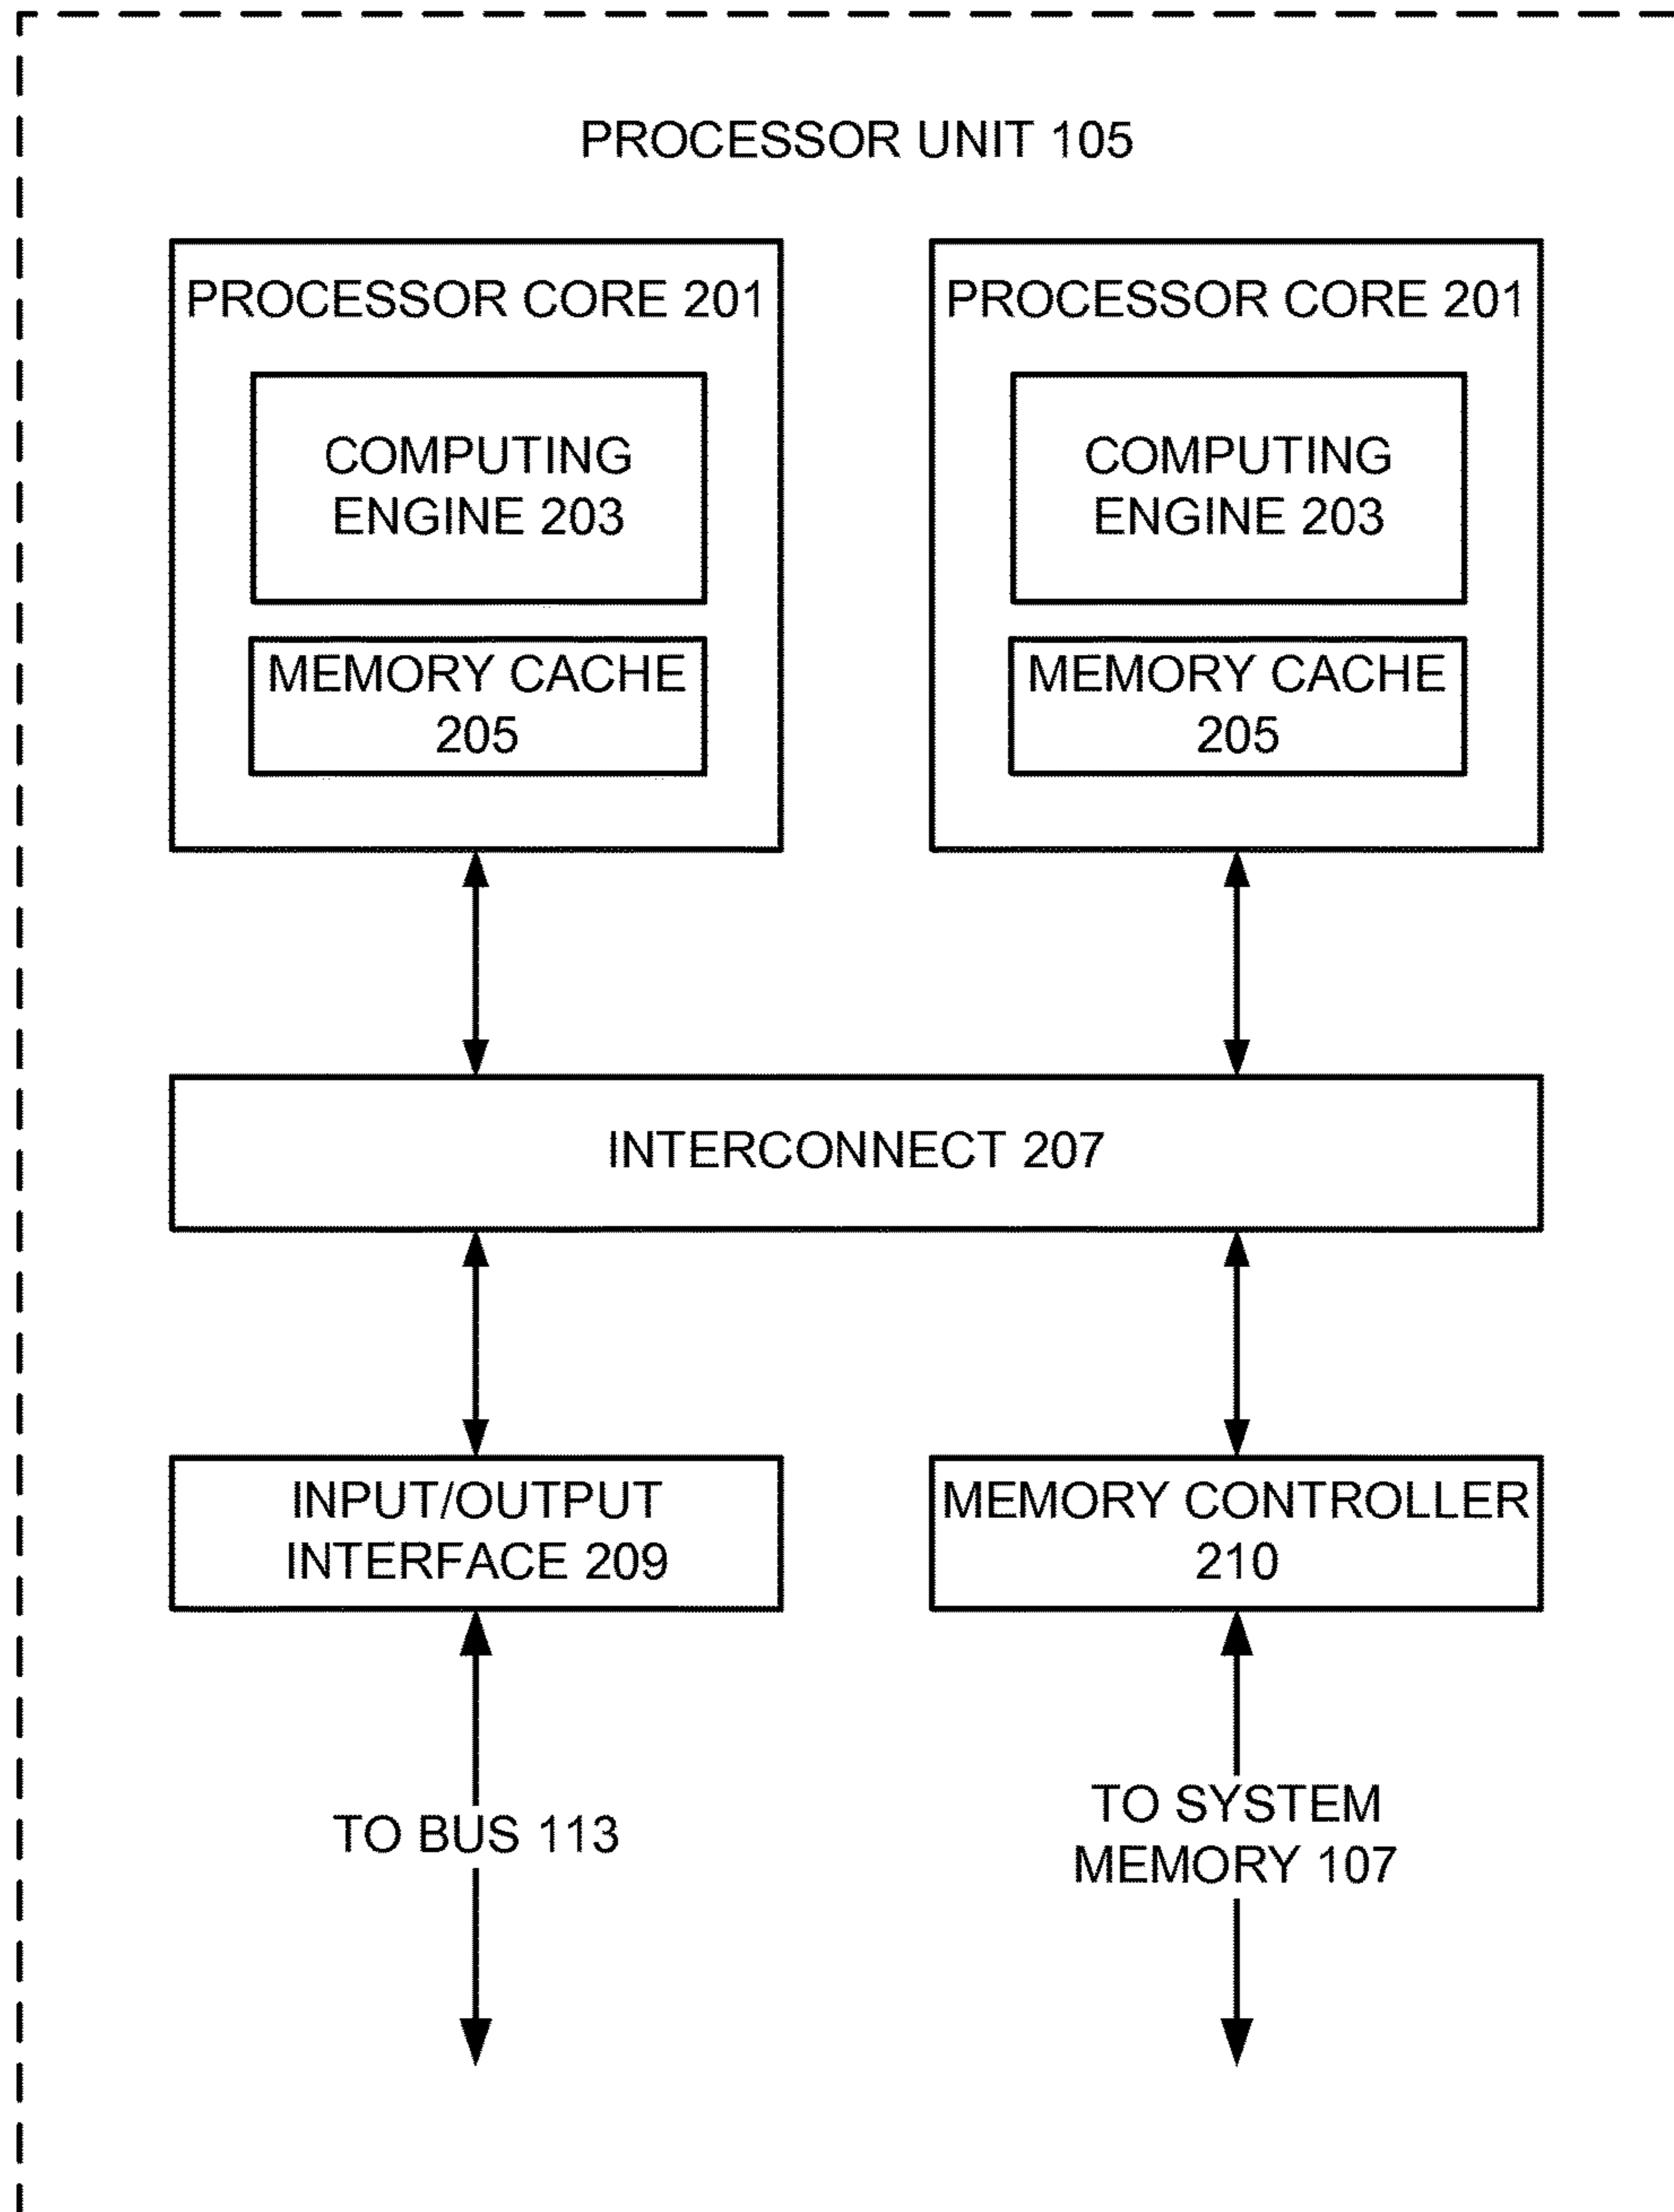 PROCESSOR UNIT 105
PROCESSOR CORE 201
COMPUTING
ENGINE 203
MEMORY CACHE
205
PROCESSOR CORE 201
COMPUTING
ENGINE 203
MEMORY CACHE
205
INTERCONNECT 207
INPUT/OUTPUT
INTERFACE 209
MEMORY CONTROLLER
210
TO BUS 113
TO SYSTEM
MEMORY 107